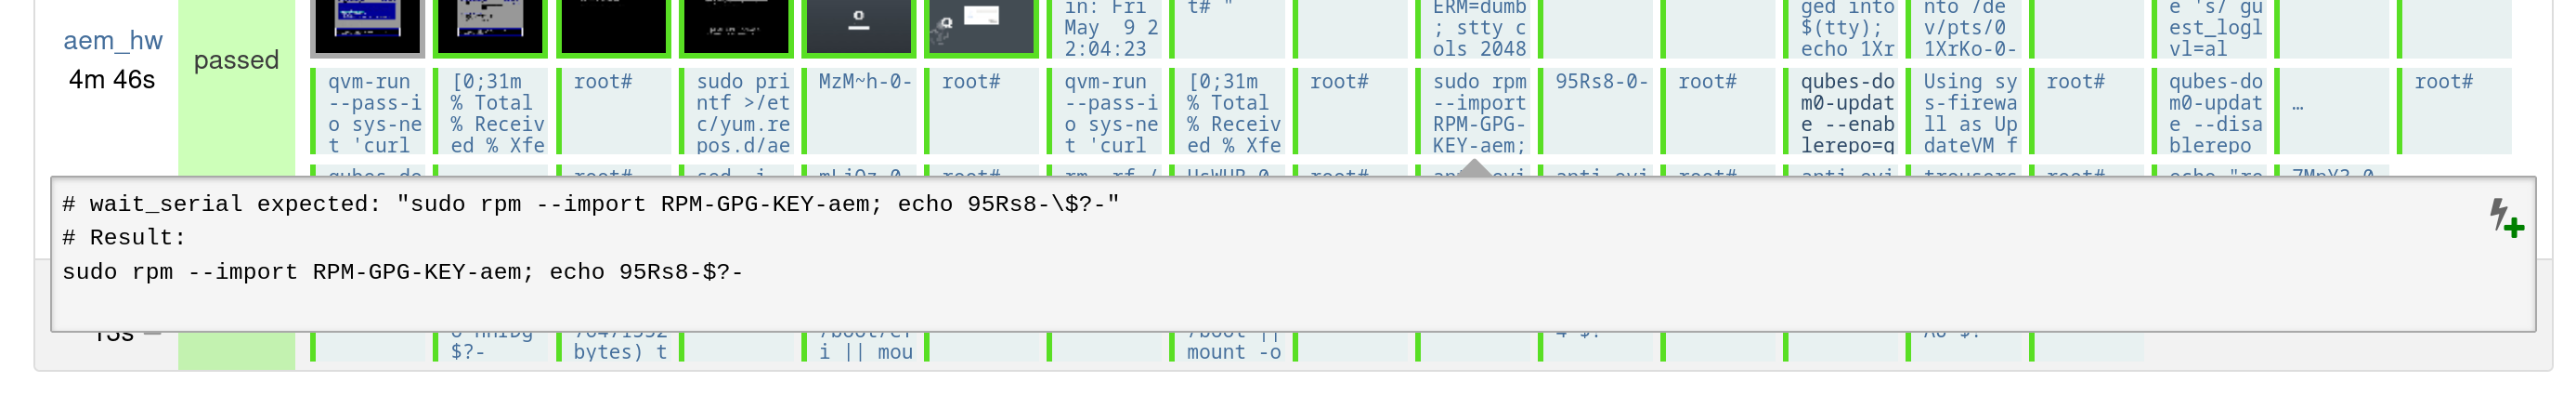 aem_hw
4m 46s
passed
in: Fri
May  9 2
2:04:23
t# "
ERM=dumb
; stty c
ols 2048
ged into
$(tty);
echo 1Xr
nto /de
v/pts/0
1XrKo-0-
e 's/ gu
est_logl
vl=al
qvm-run
--pass-i
o sys-ne
t 'curl
[0;31m
% Total
% Receiv
ed % Xfe
root#
sudo pri
ntf >/et
c/yum.re
pos.d/ae
MzM~h-0-
root#
qvm-run
--pass-i
o sys-ne
t 'curl
[0;31m
% Total
% Receiv
ed % Xfe
root#
sudo rpm
--import
RPM-GPG-
KEY-aem;
95Rs8-0-
root#
qubes-do
m0-updat
e --enab
lerepo=q
Using sy
s-firewa
ll as Up
dateVM f
root#
qubes-do
m0-updat
e --disa
blerepo
…
root#
# wait_serial expected: "sudo rpm --import RPM-GPG-KEY-aem; echo 95Rs8-\$?-"
# Result:
sudo rpm --import RPM-GPG-KEY-aem; echo 95Rs8-$?-
$?-
bytes) t
i || mou
mount -o